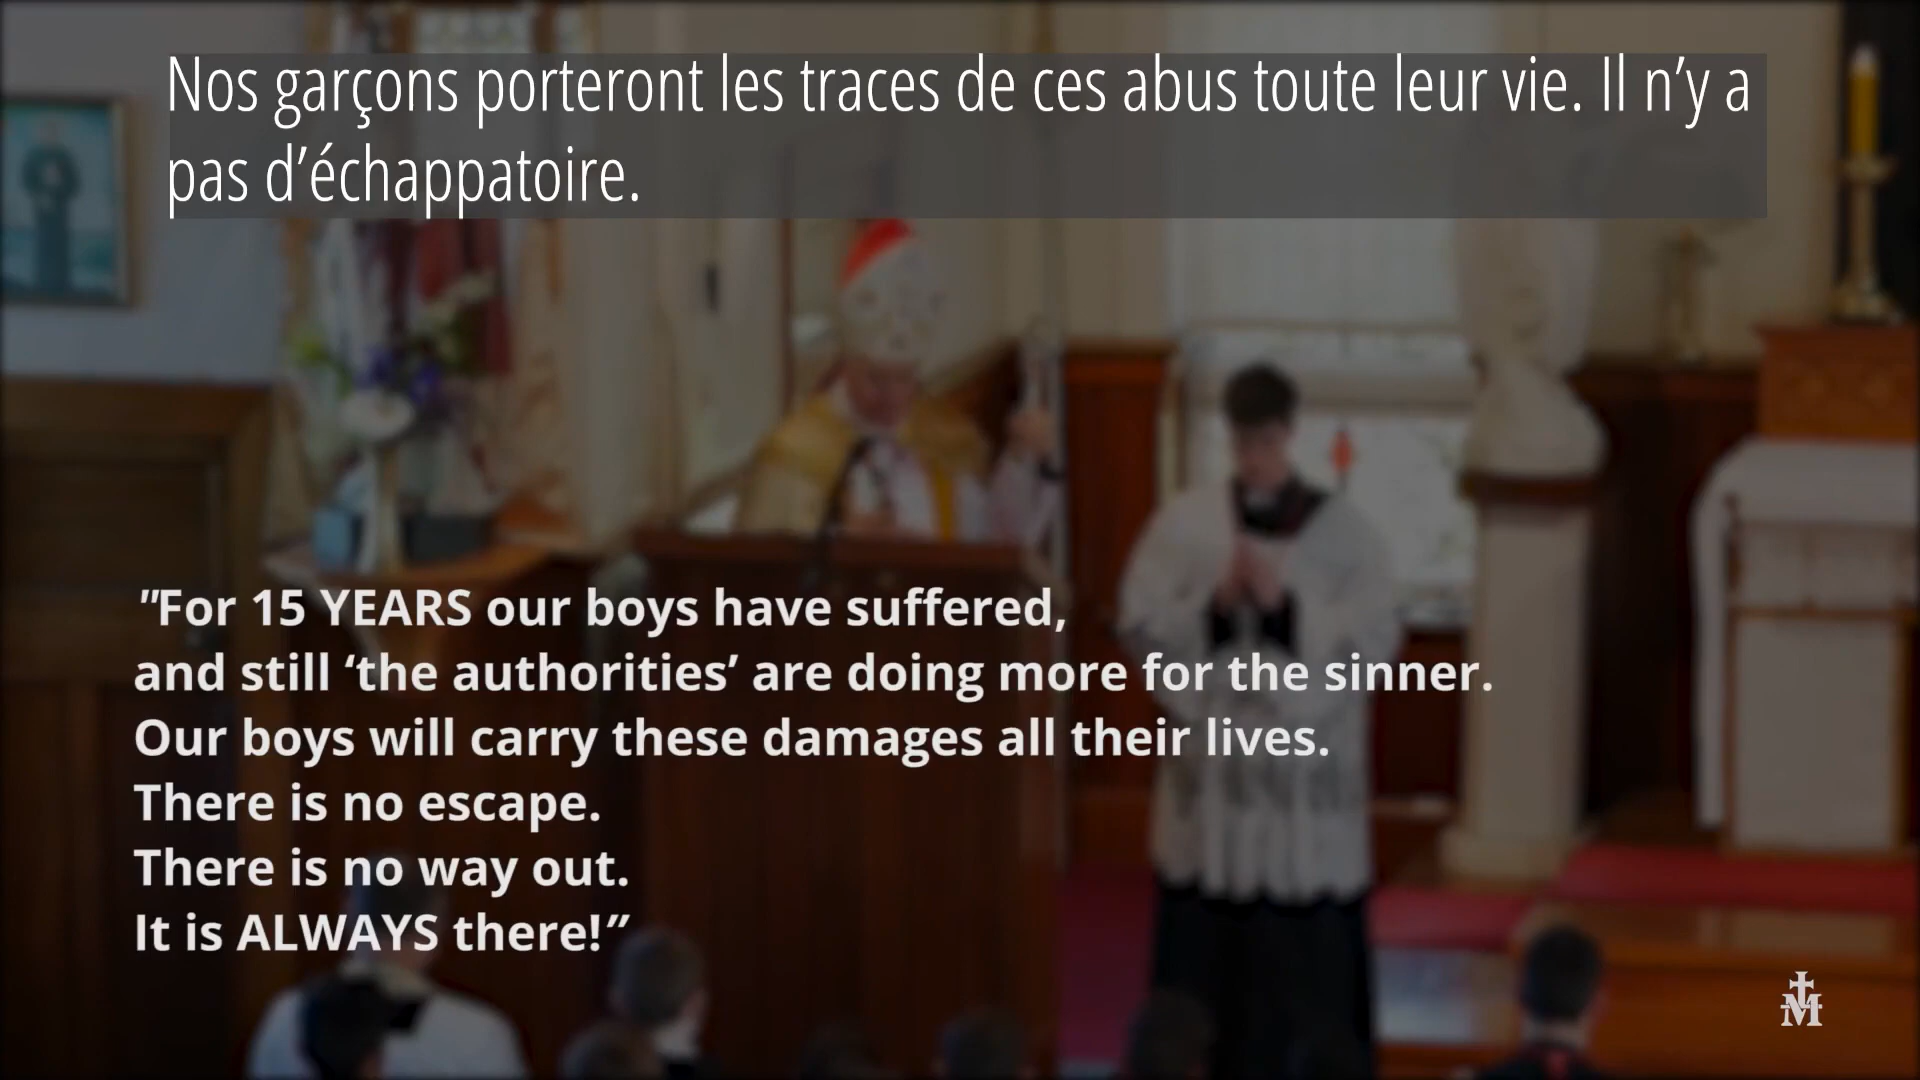 Nos garçons porteront les traces de ces abus toute leur vie. Il n’y a
pas d’échappatoire.
"For 15 YEARS our boys have suffered,
and still ‘the authorities’ are doing more for the sinner.
Our boys will carry these damages all their lives.
There is no escape.
There is no way out.
It is ALWAYS there!"
M